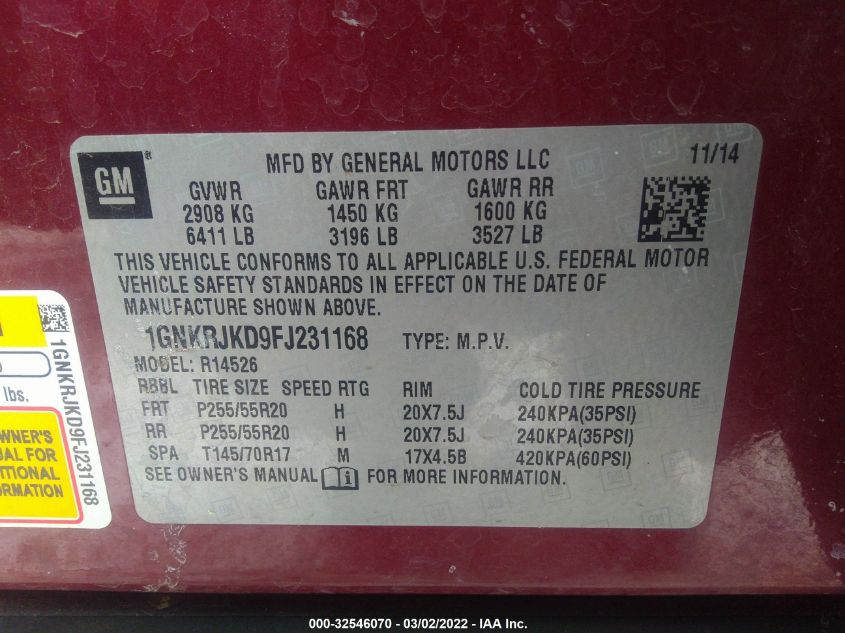 GM
MFD BY GENERAL MOTORS LLC 11/14
GVWR GAWR FRT GAWR RR
2908 KG 1450 KG 1600 KG
6411 LB 3196 LB 3527 LB
THIS VEHICLE CONFORMS TO ALL APPLICABLE U.S. FEDERAL MOTOR
VEHICLE SAFETY STANDARDS IN EFFECT ON THE DATE OF
MANUFACTURE SHOWN ABOVE.
1GNKRJKD9FJ231168 TYPE: M.P.V.
MODEL: R14526
RBBL TIRE SIZE SPEED RTG RIM COLD TIRE PRESSURE
FRT P255/55R20 H 20X7.5J 240KPA(35PSI)
RR P255/55R20 H 20X7.5J 240KPA(35PSI)
SPA T145/70R17 M 17X4.5B 420KPA(60PSI)
SEE OWNER'S MANUAL i FOR MORE INFORMATION.
lbs.
WNER'S
AL FOR
ITIONAL
RMATION
1GNKRJKD9FJ231168
000-32546070 - 03/02/2022 - IAA Inc.